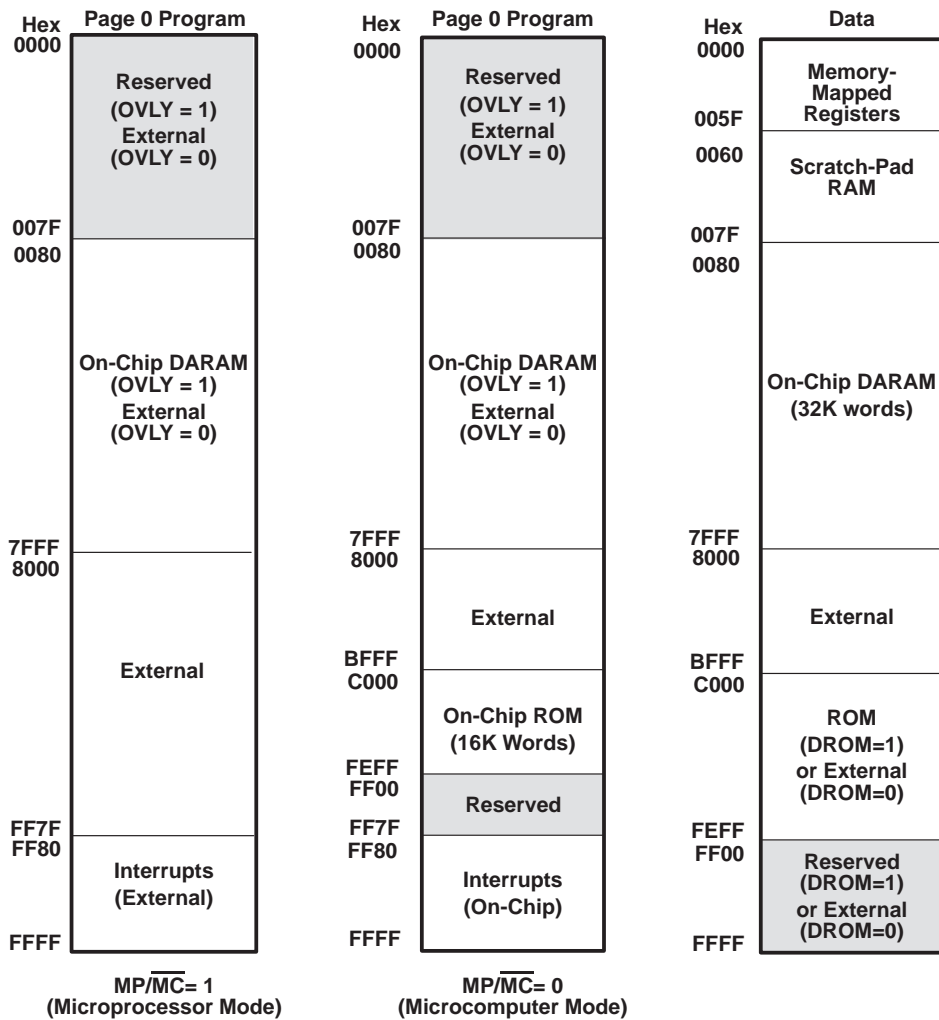 Hex
Page 0 Program
0000
Reserved
(OVLY = 1)
External
(OVLY = 0)
007F
0080
On-Chip DARAM
(OVLY = 1)
External
(OVLY = 0)
7FFF
8000
External
FF7F
FF80
Interrupts
(External)
FFFF
MP/MC= 1
(Microprocessor Mode)
Hex
Page 0 Program
0000
Reserved
(OVLY = 1)
External
(OVLY = 0)
007F
0080
On-Chip DARAM
(OVLY = 1)
External
(OVLY = 0)
7FFF
8000
External
BFFF
C000
On-Chip ROM
(16K Words)
FEFF
FF00
Reserved
FF7F
FF80
Interrupts
(On-Chip)
FFFF
MP/MC= 0
(Microcomputer Mode)
Hex
Data
0000
Memory-
Mapped
Registers
005F
0060
Scratch-Pad
RAM
007F
0080
On-Chip DARAM
(32K words)
7FFF
8000
External
BFFF
C000
ROM
(DROM=1)
or External
(DROM=0)
FEFF
FF00
Reserved
(DROM=1)
or External
(DROM=0)
FFFF